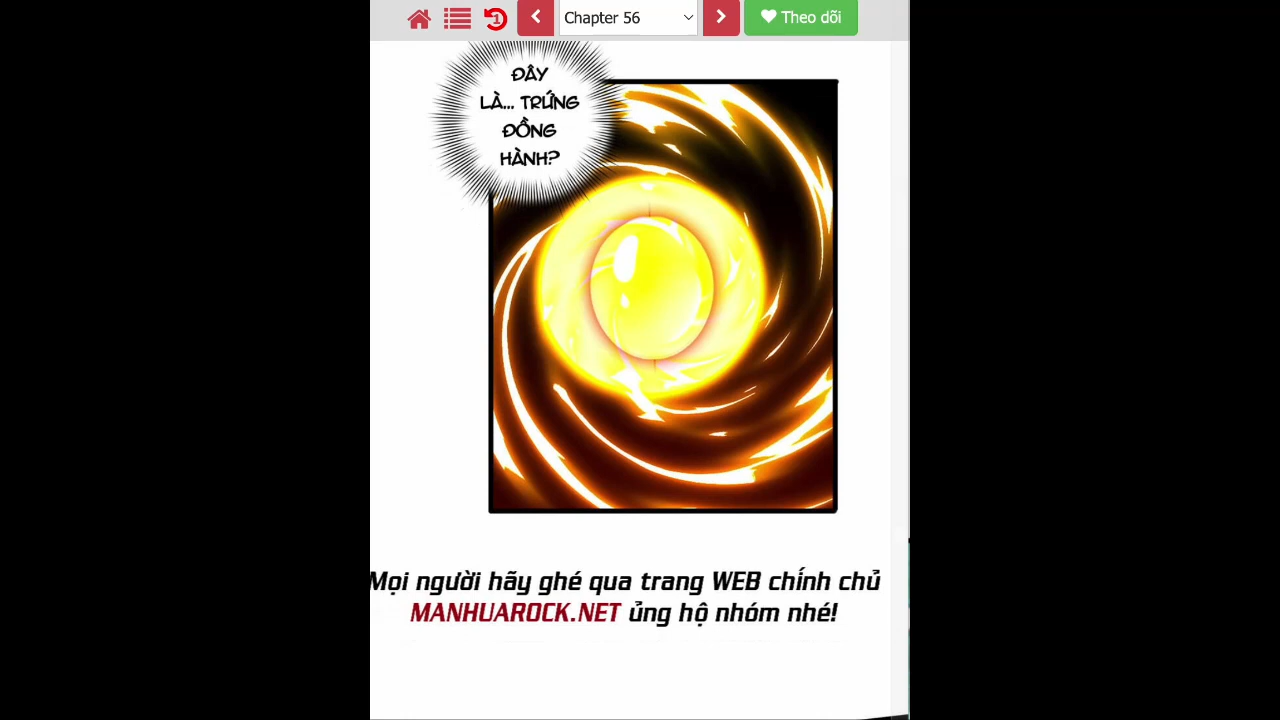 1
Chapter 56
Theo dõi
ĐÂY
LÀ... TRỨNG
ĐỒNG
HÀNH?
Mọi người hãy ghé qua trang WEB chính chủ
MANHUAROCK.NET ủng hộ nhóm nhé!